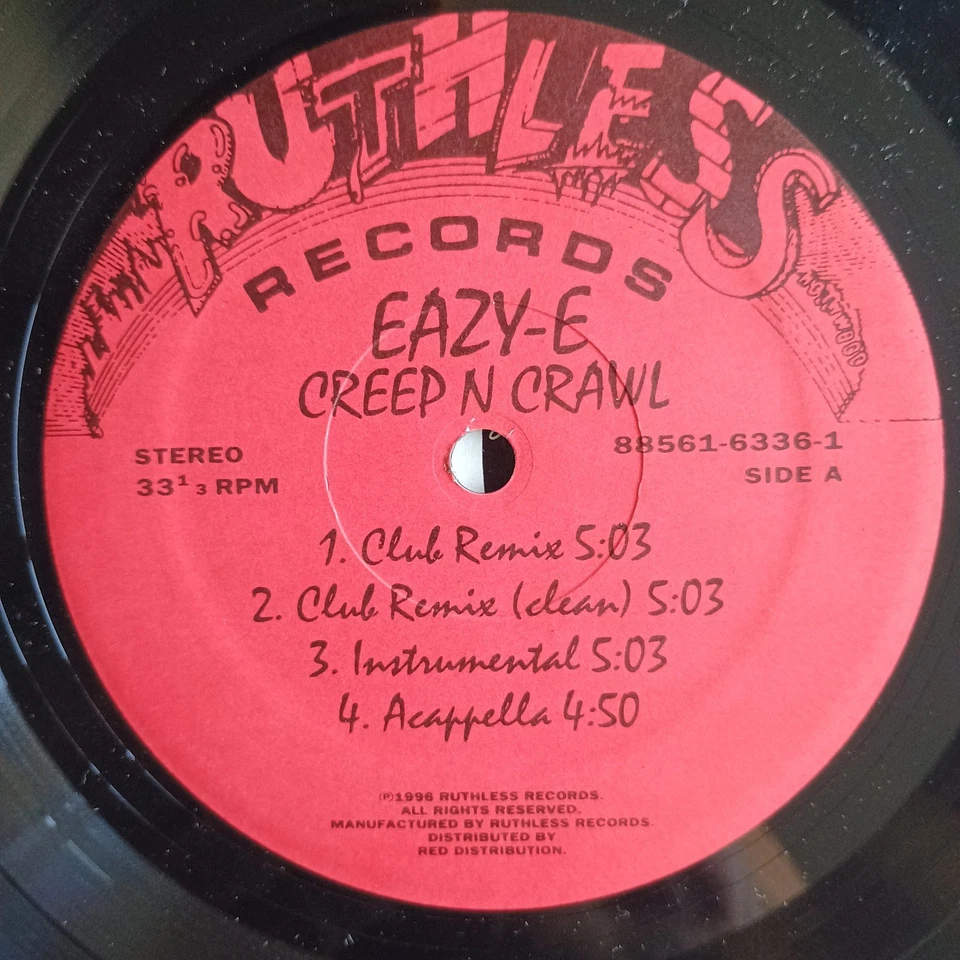 RUTHLESS
RECORDS
HOLLYWOOD
EAZY-E
CREEP N CRAWL
STEREO
33 1 3 RPM
88561-6336-1
SIDE A
1. Club Remix 5:03
2. Club Remix (clean) 5:03
3. Instrumental 5:03
4. Acappella 4:50
℗1996 RUTHLESS RECORDS.
ALL RIGHTS RESERVED.
MANUFACTURED BY RUTHLESS RECORDS.
DISTRIBUTED BY
RED DISTRIBUTION.